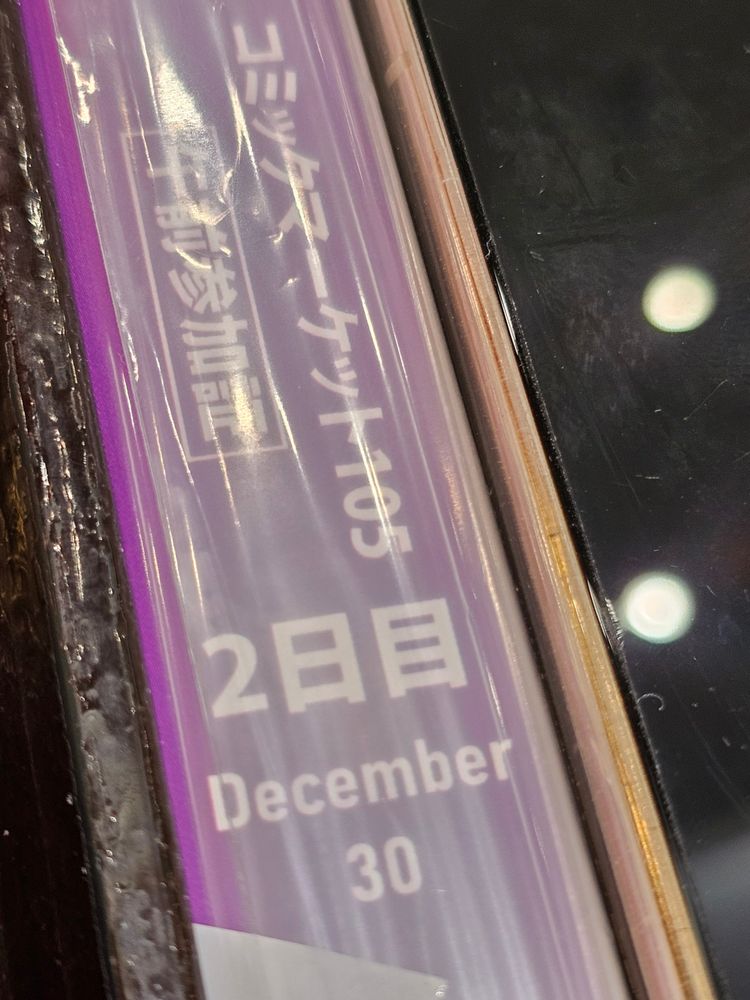 コミックマーケット105
午前参加証
2日目
December
30